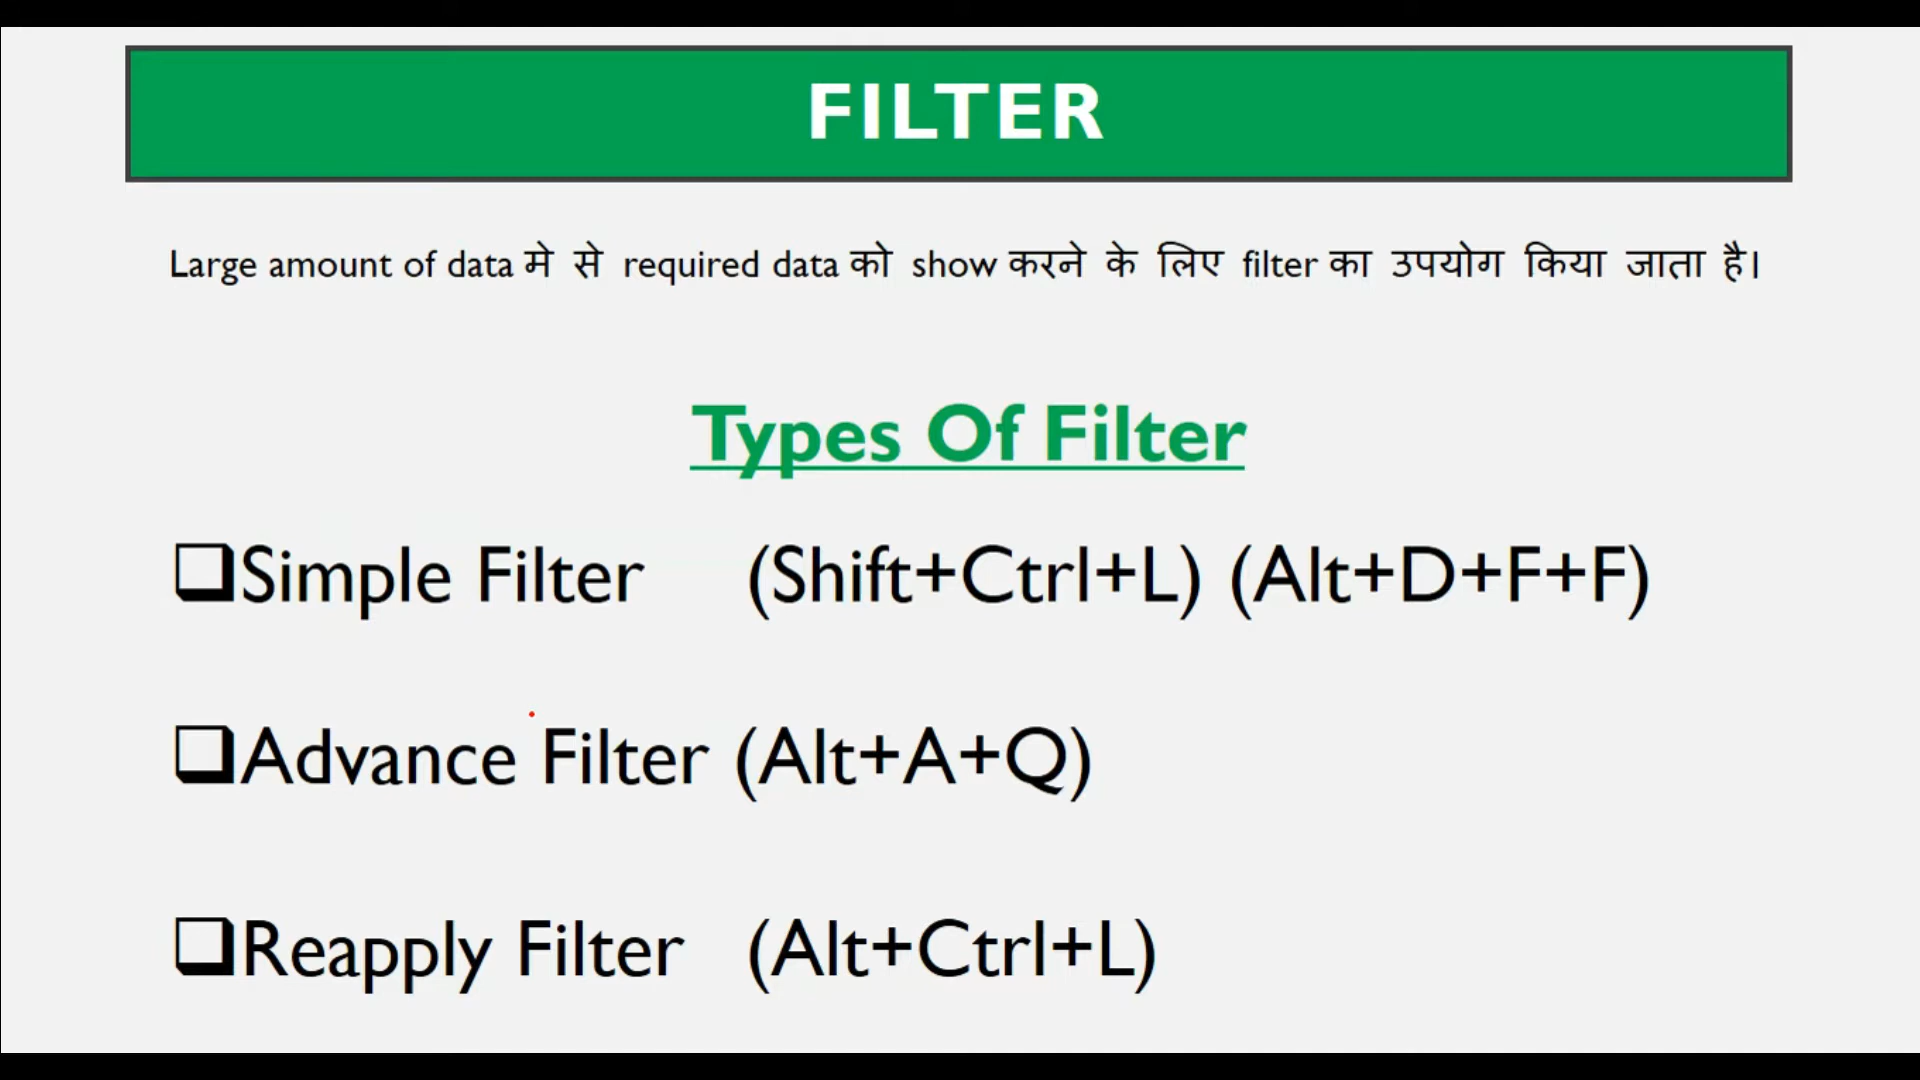 FILTER
Large amount of data मे से required data को show करने के लिए filter का उपयोग किया जाता है।
Types Of Filter
❑Simple Filter (Shift+Ctrl+L) (Alt+D+F+F)
❑Advance Filter (Alt+A+Q)
❑Reapply Filter (Alt+Ctrl+L)